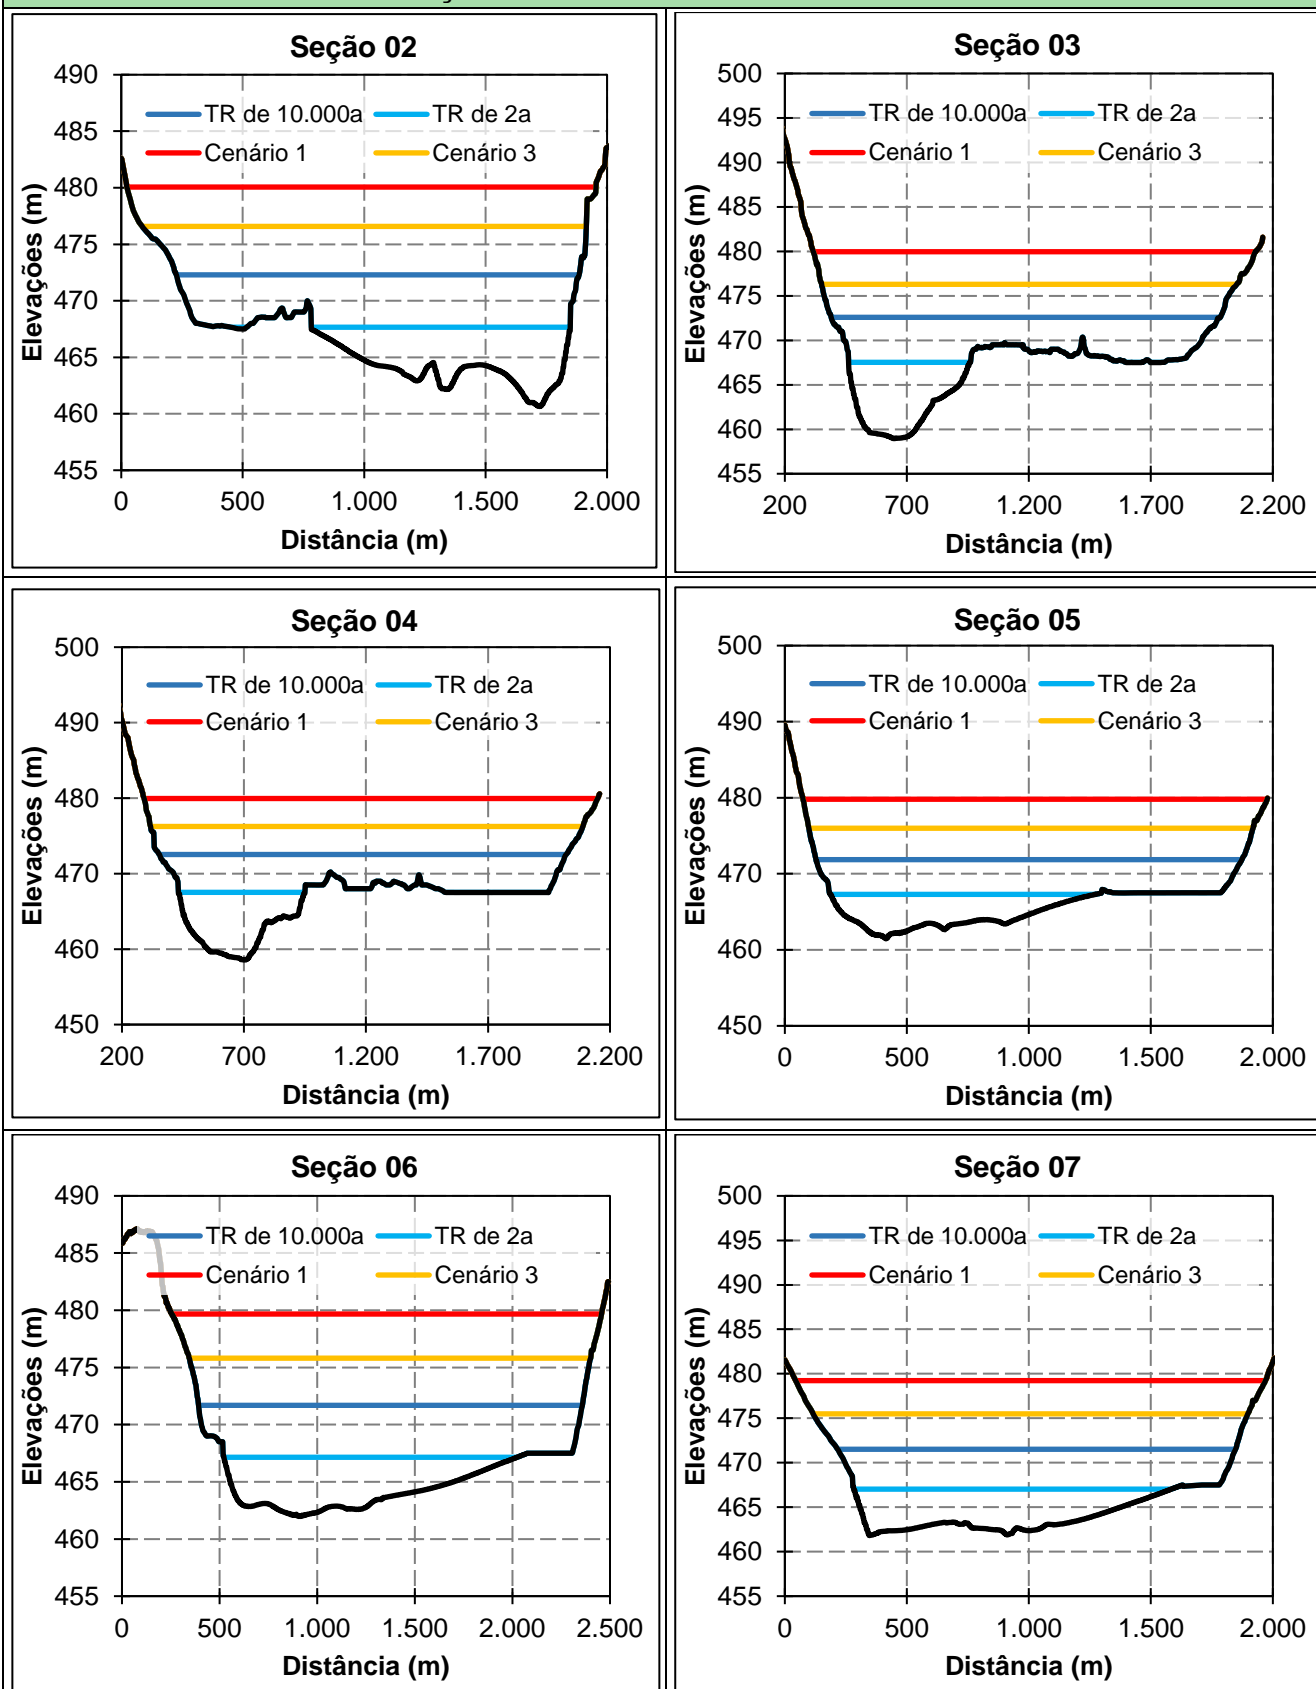 Seção 02
490
485
480
475
470
465
460
455
TR de 10.000a
TR de 2a
Cenário 1
Cenário 3
Elevações (m)
0
500
1.000
1.500
2.000
Distância (m)
Seção 03
500
495
490
485
480
475
470
465
460
455
TR de 10.000a
TR de 2a
Cenário 1
Cenário 3
Elevações (m)
200
700
1.200
1.700
2.200
Distância (m)
Seção 04
500
490
480
470
460
450
TR de 10.000a
TR de 2a
Cenário 1
Cenário 3
Elevações (m)
200
700
1.200
1.700
2.200
Distância (m)
Seção 05
500
490
480
470
460
450
TR de 10.000a
TR de 2a
Cenário 1
Cenário 3
Elevações (m)
0
500
1.000
1.500
2.000
Distância (m)
Seção 06
490
485
480
475
470
465
460
455
TR de 10.000a
TR de 2a
Cenário 1
Cenário 3
Elevações (m)
0
500
1.000
1.500
2.000
2.500
Distância (m)
Seção 07
500
495
490
485
480
475
470
465
460
455
TR de 10.000a
TR de 2a
Cenário 1
Cenário 3
Elevações (m)
0
500
1.000
1.500
2.000
Distância (m)